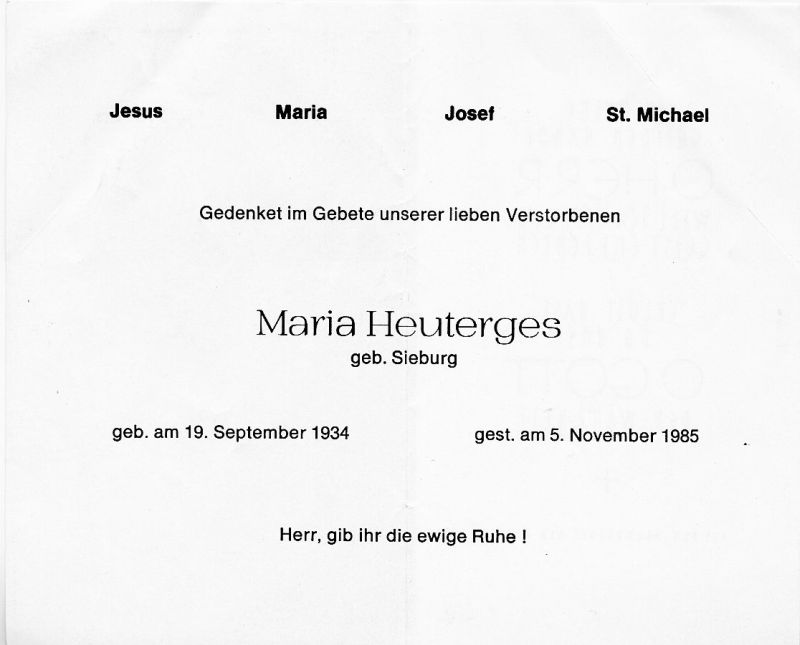 Jesus Maria Josef St. Michael
Gedenket im Gebete unserer lieben Verstorbenen
Maria Heuterges
geb. Sieburg
geb. am 19. September 1934 gest. am 5. November 1985
Herr, gib ihr die ewige Ruhe !